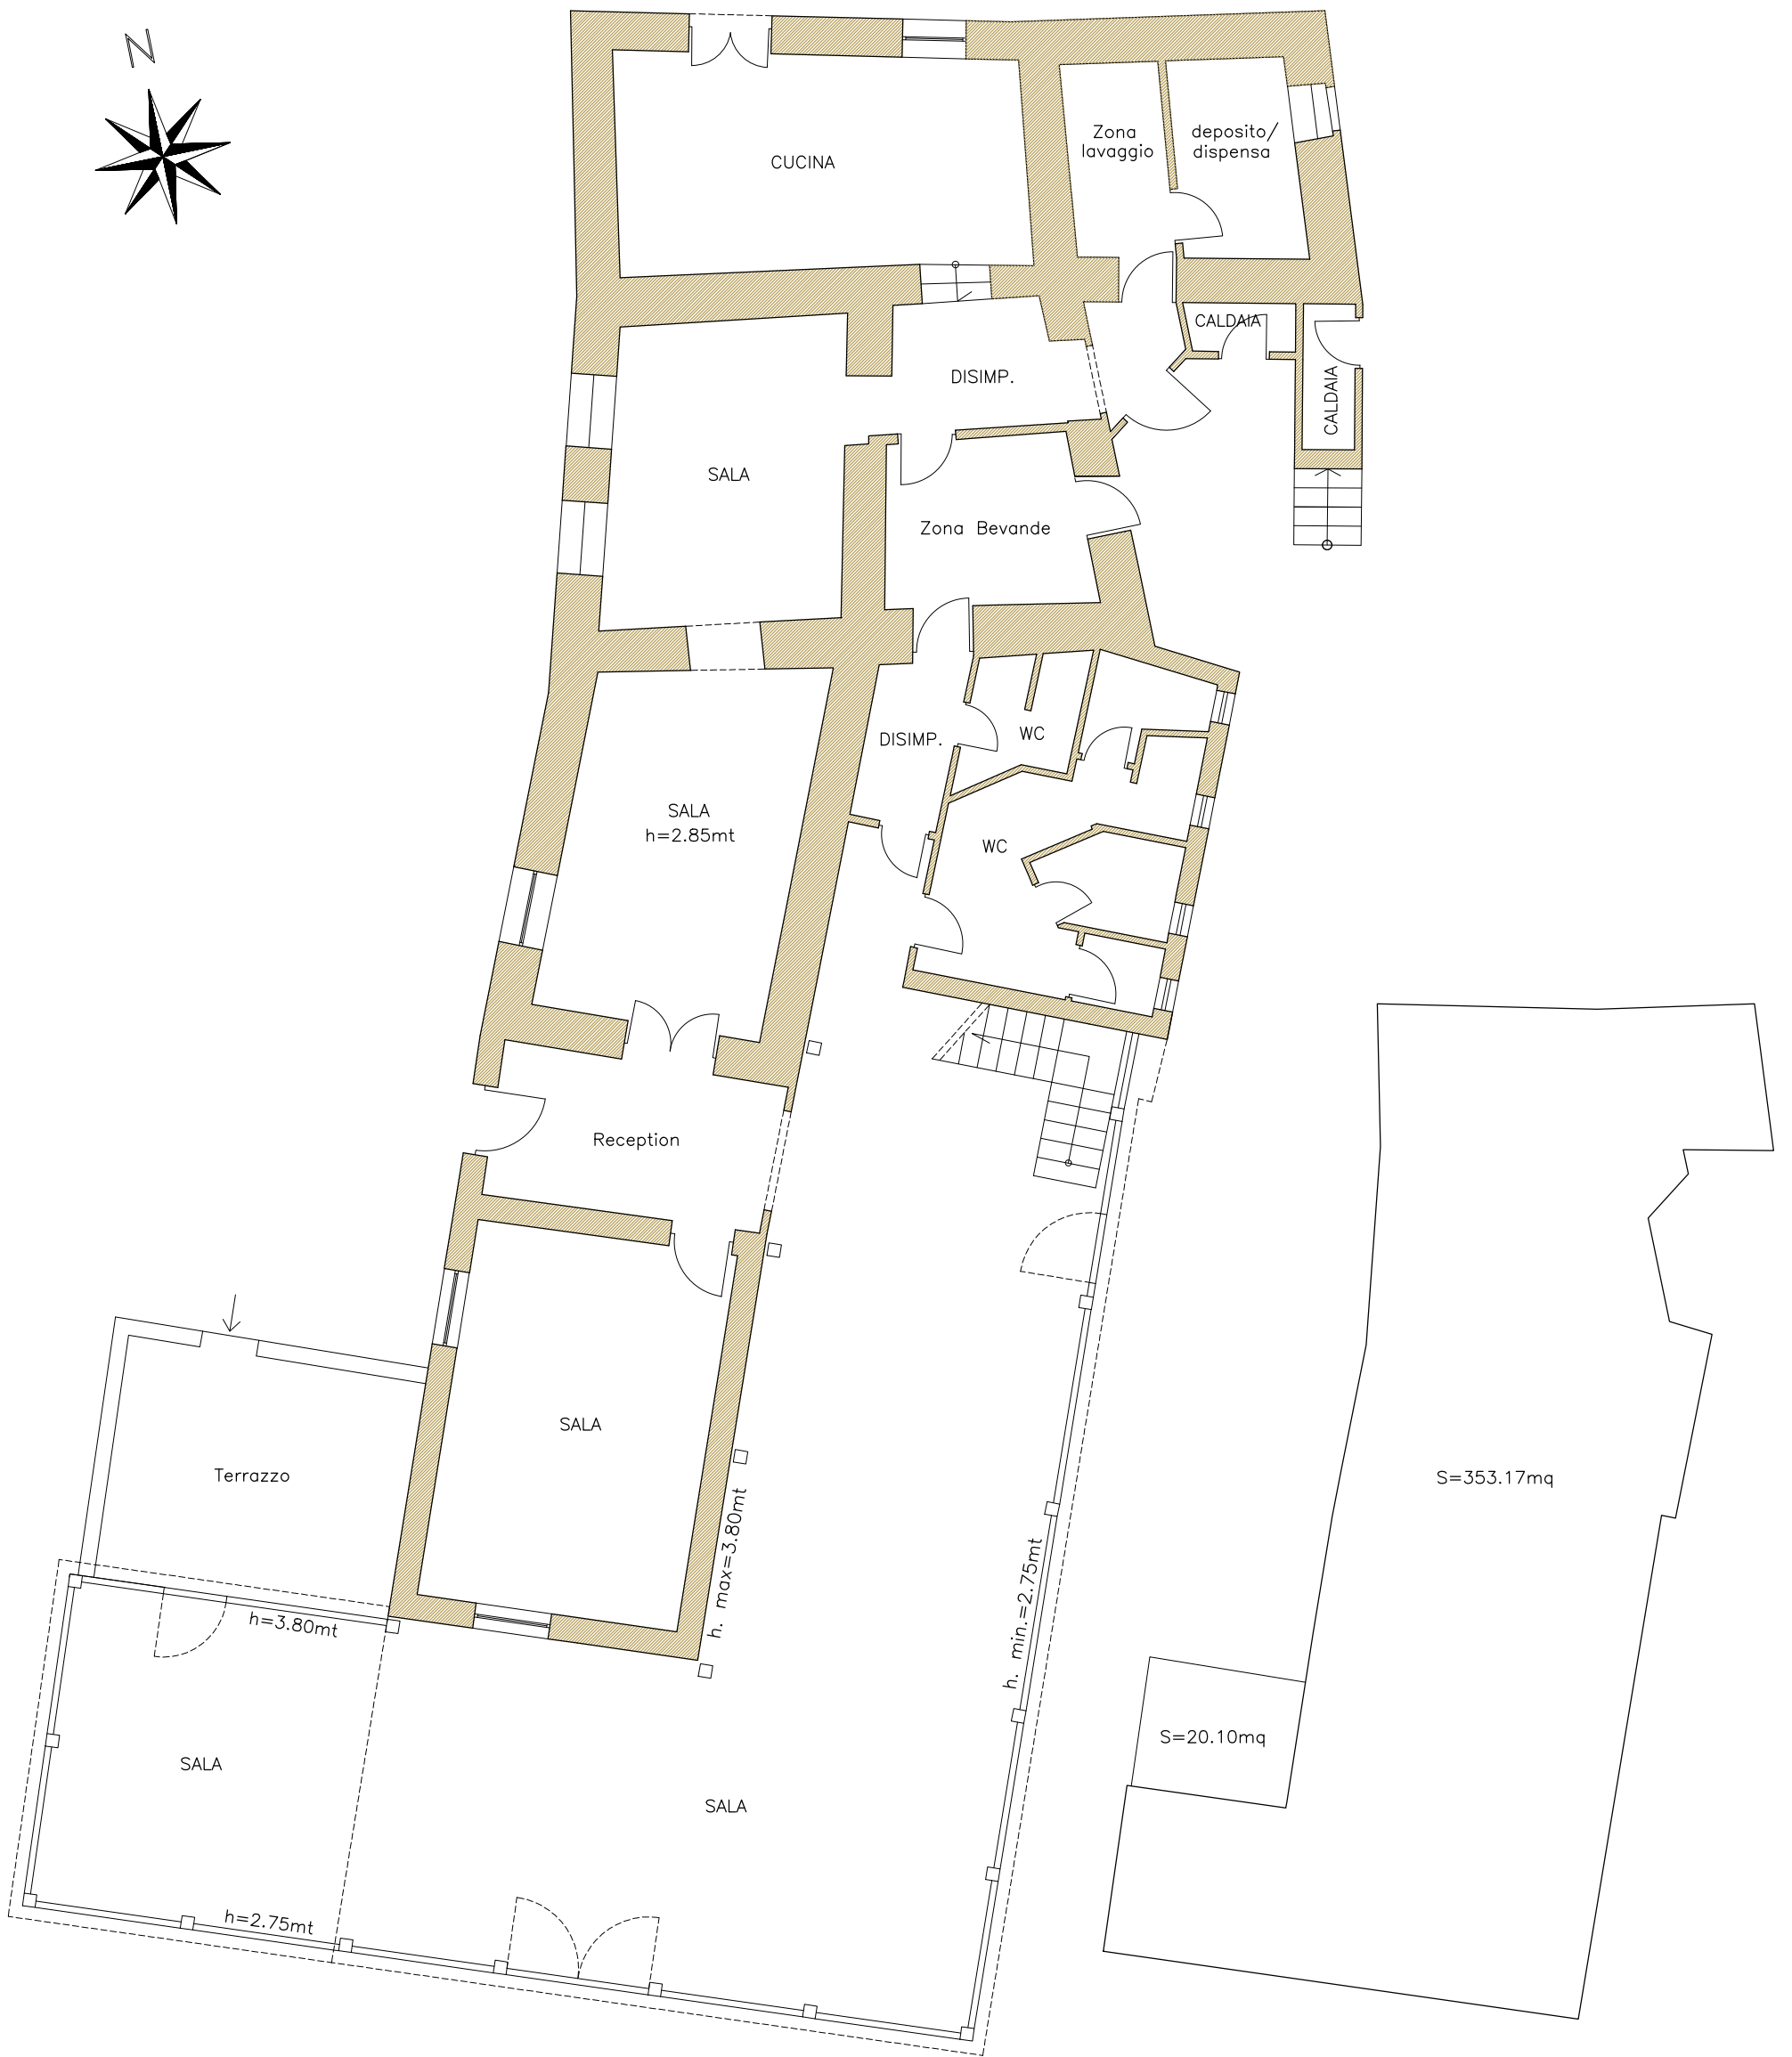 N
CUCINA
Zona
lavaggio
deposito/
dispensa
CALDAIA
CALDAIA
DISIMP.
SALA
Zona Bevande
DISIMP.
WC
SALA
h=2.85mt
WC
Reception
SALA
Terrazzo
S=353.17mq
h. max=3.80mt
h. min.=2.75mt
h=3.80mt
S=20.10mq
SALA
SALA
h=2.75mt